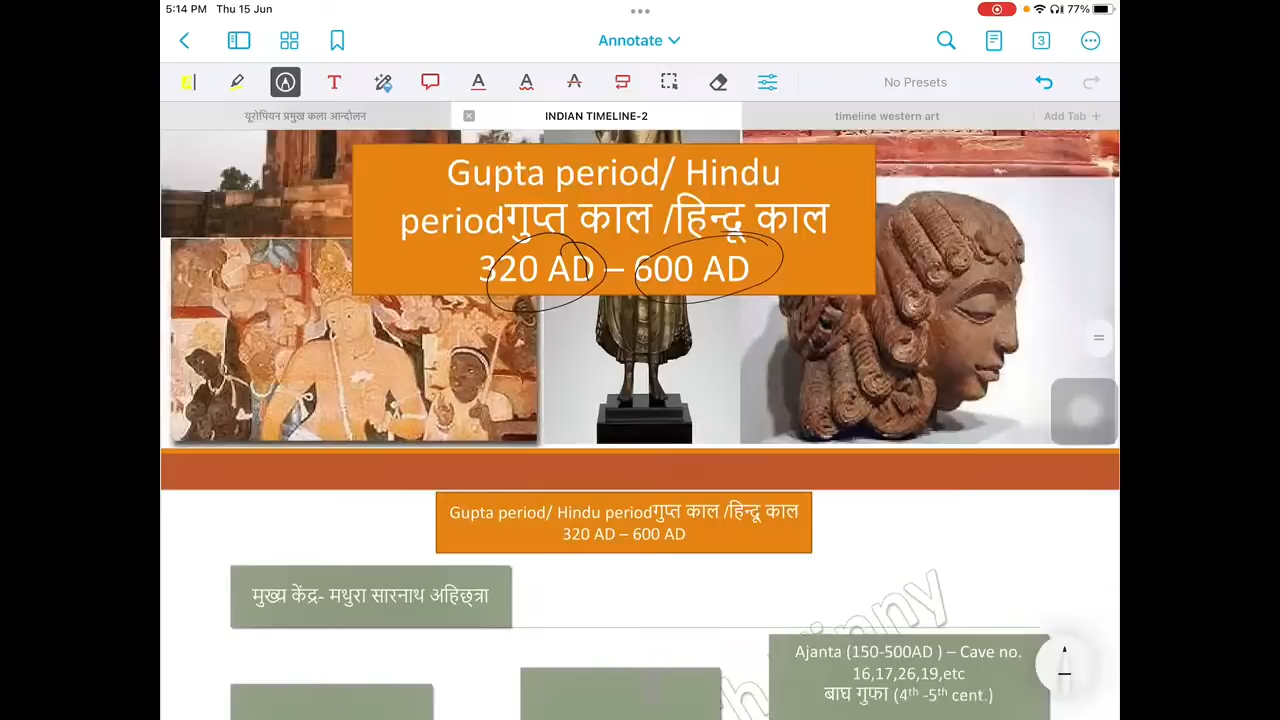 5:14 PM Thu 15 Jun
77%
Annotate
3
T
A
A
A
No Presets
यूरोपियन प्रमुख कला आन्दोलन
INDIAN TIMELINE-2
timeline western art
Add Tab +
Gupta period/ Hindu
periodगुप्त काल /हिन्दू काल
320 AD – 600 AD
Gupta period/ Hindu periodगुप्त काल /हिन्दू काल
320 AD – 600 AD
मुख्य केंद्र- मथुरा सारनाथ अहिछ्त्रा
Ajanta (150-500AD ) – Cave no.
16,17,26,19,etc
बाघ गुफा (4th -5th cent.)